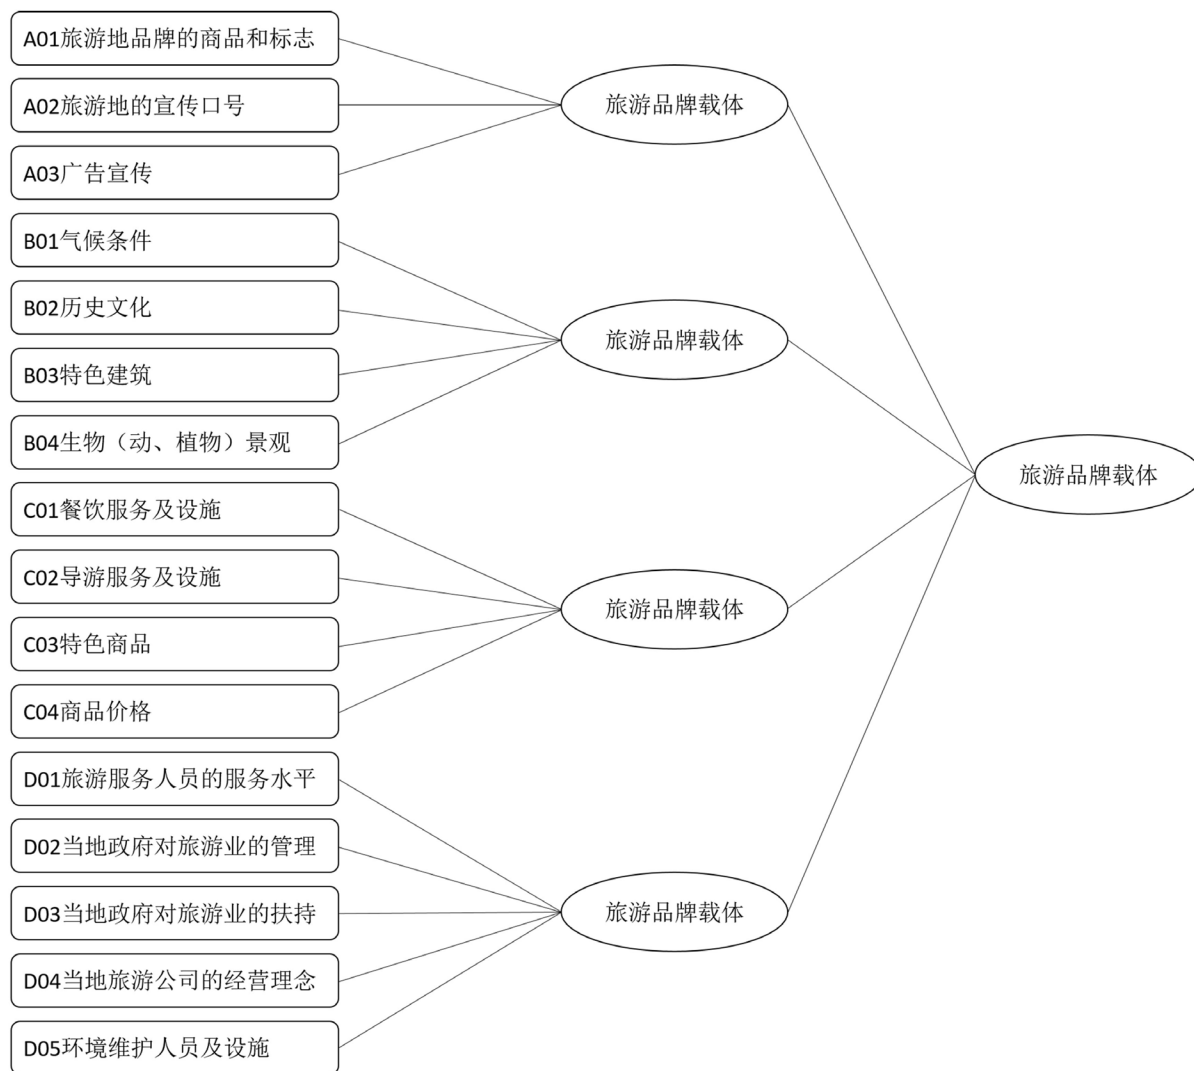 A01旅游地品牌的商品和标志
A02旅游地的宣传口号
A03广告宣传
B01气候条件
B02历史文化
B03特色建筑
B04生物（动、植物）景观
C01餐饮服务及设施
C02导游服务及设施
C03特色商品
C04商品价格
D01旅游服务人员的服务水平
D02当地政府对旅游业的管理
D03当地政府对旅游业的扶持
D04当地旅游公司的经营理念
D05环境维护人员及设施
旅游品牌载体
旅游品牌载体
旅游品牌载体
旅游品牌载体
旅游品牌载体